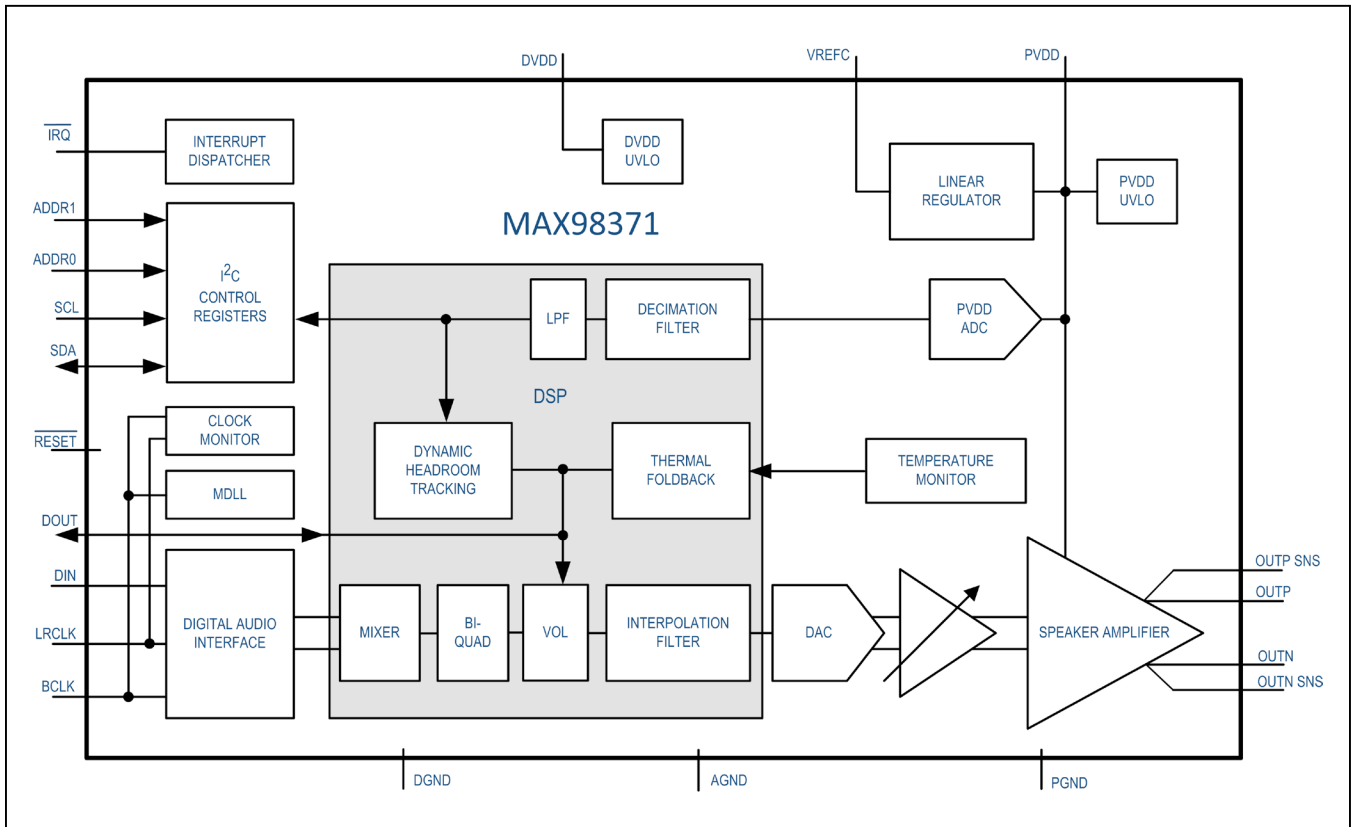 DVDD
VREFC
PVDD
IRQ
INTERRUPT
DISPATCHER
DVDD
UVLO
LINEAR
REGULATOR
PVDD
UVLO
ADDR1
ADDR0
SCL
SDA
I2C
CONTROL
REGISTERS
MAX98371
LPF
DECIMATION
FILTER
PVDD
ADC
DSP
RESET
CLOCK
MONITOR
MDLL
DYNAMIC
HEADROOM
TRACKING
THERMAL
FOLDBACK
TEMPERATURE
MONITOR
DOUT
DIN
LRCLK
BCLK
DIGITAL AUDIO
INTERFACE
MIXER
BI-
QUAD
VOL
INTERPOLATION
FILTER
DAC
SPEAKER AMPLIFIER
OUTP SNS
OUTP
OUTN
OUTN SNS
DGND
AGND
PGND